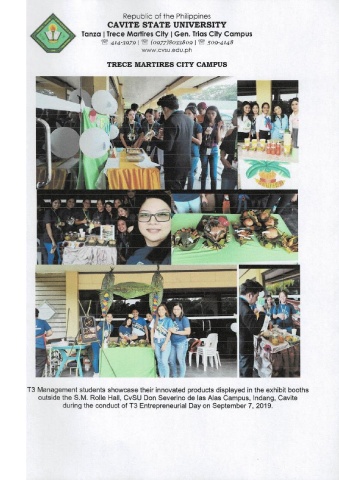 Republic of the Philippines
CAVITE STATE UNIVERSITY
Tanza | Trece Martires City | Gen. Trias City Campus
☏ 414-3979 | ☏ (0977)8032809 | ☏ 509-4148
www.cvsu.edu.ph
TRECE MARTIRES CITY CAMPUS
T3 Management students showcase their innovated products displayed in the exhibit booths
outside the S.M. Rolle Hall, CvSU Don Severino de las Alas Campus, Indang, Cavite
during the conduct of T3 Entrepreneurial Day on September 7, 2019.